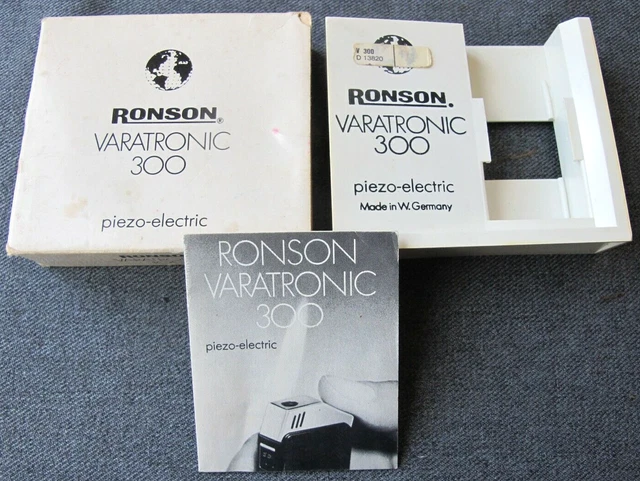 RONSON®
VARATRONIC
300
piezo-electric
RONSON
V 300
D 13820
RONSON®
VARATRONIC
300
piezo-electric
Made in W. Germany
RONSON
VARATRONIC
300
piezo-electric